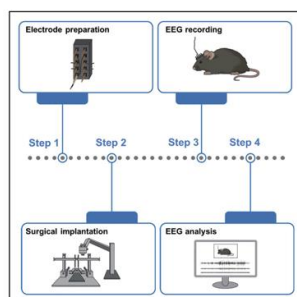 Electrode preparation
EEG recording
Step 1
Step 2
Step 3
Step 4
Surgical implantation
EEG analysis